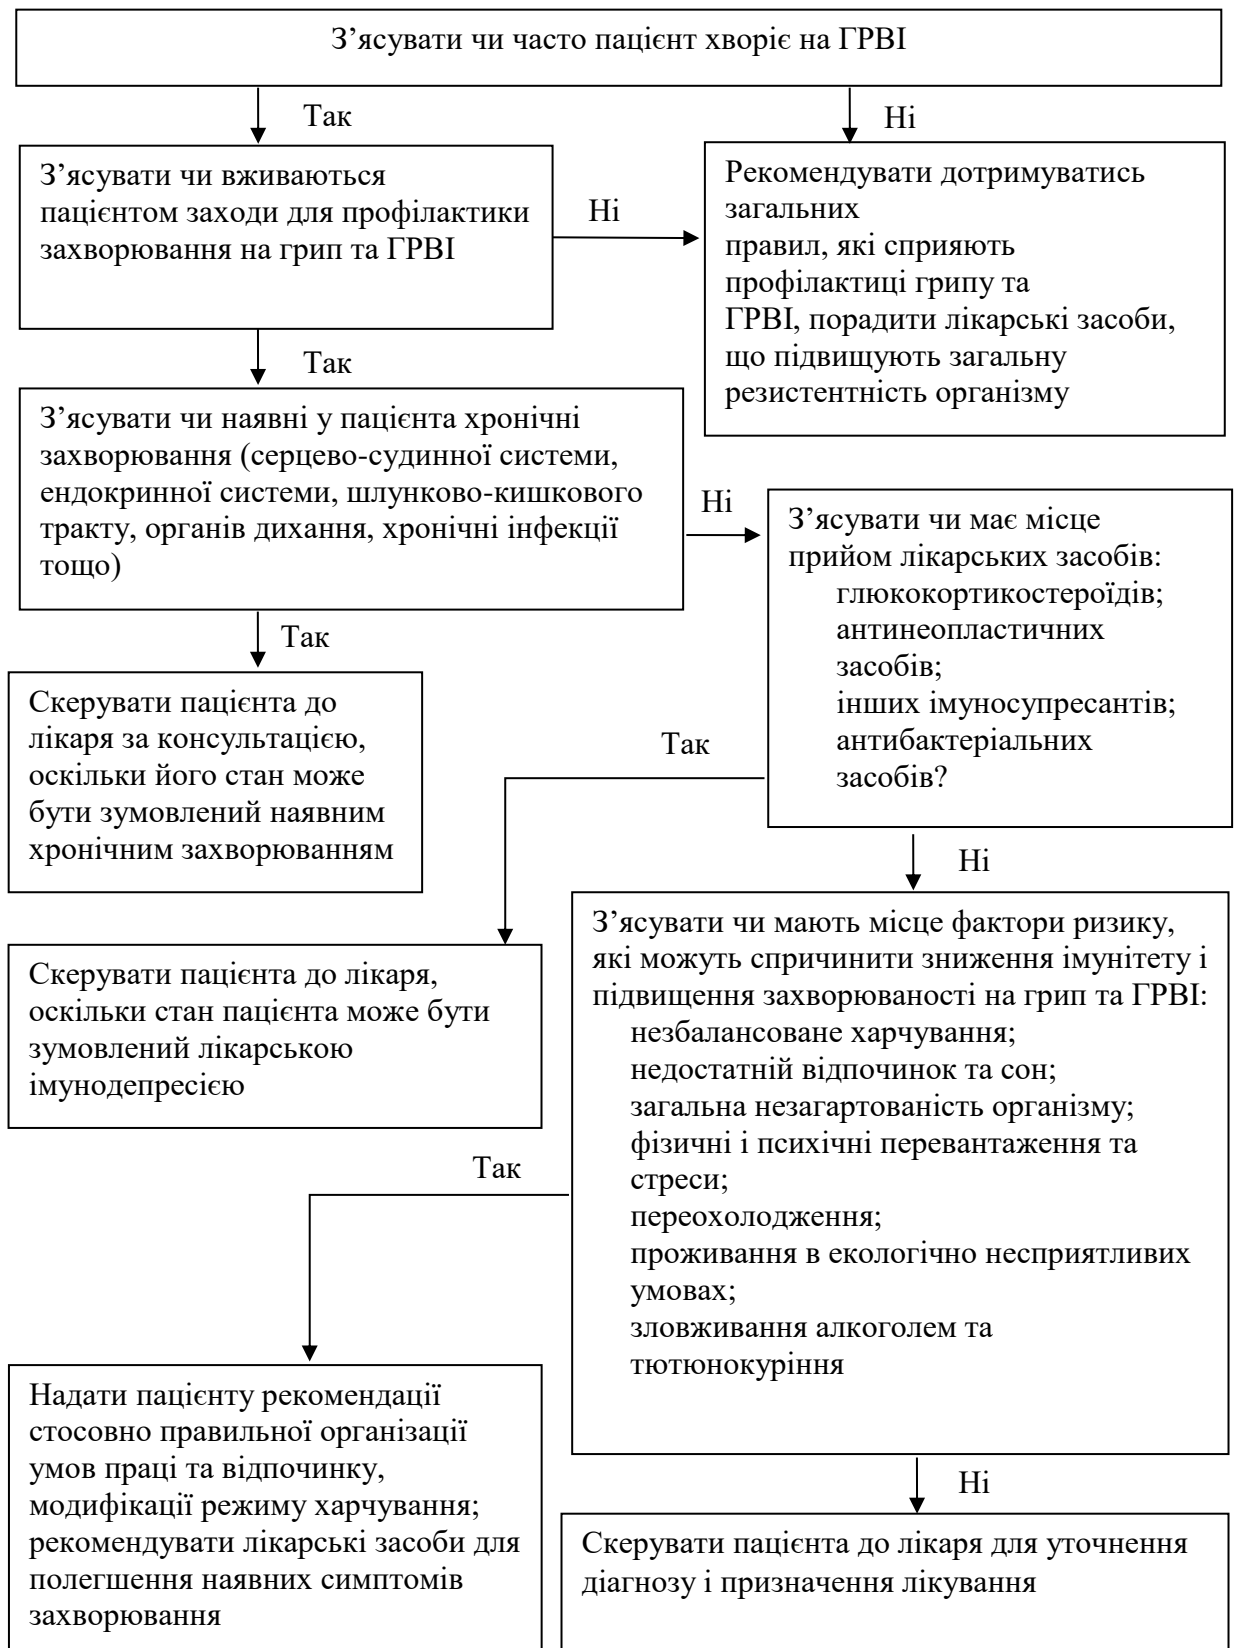 З’ясувати чи часто пацієнт хворіє на ГРВІ
Так
Ні
З’ясувати чи вживаються
пацієнтом заходи для профілактики
захворювання на грип та ГРВІ
Ні
Рекомендувати дотримуватись
загальних
правил, які сприяють
профілактиці грипу та
ГРВІ, порадити лікарські засоби,
що підвищують загальну
резистентність організму
Так
З’ясувати чи наявні у пацієнта хронічні
захворювання (серцево-судинної системи,
ендокринної системи, шлунково-кишкового
тракту, органів дихання, хронічні інфекції
тощо)
Ні
З’ясувати чи має місце
прийом лікарських засобів:
глюкокортикостероїдів;
антинеопластичних
засобів;
інших імуносупресантів;
антибактеріальних
засобів?
Так
Скерувати пацієнта до
лікаря за консультацією,
оскільки його стан може
бути зумовлений наявним
хронічним захворюванням
Так
Ні
Скерувати пацієнта до лікаря,
оскільки стан пацієнта може бути
зумовлений лікарською
імунодепресією
З’ясувати чи мають місце фактори ризику,
які можуть спричинити зниження імунітету і
підвищення захворюваності на грип та ГРВІ:
незбалансоване харчування;
недостатній відпочинок та сон;
загальна незагартованість організму;
фізичні і психічні перевантаження та
стреси;
переохолодження;
проживання в екологічно несприятливих
умовах;
зловживання алкоголем та
тютюнокуріння
Так
Надати пацієнту рекомендації
стосовно правильної організації
умов праці та відпочинку,
модифікації режиму харчування;
рекомендувати лікарські засоби для
полегшення наявних симптомів
захворювання
Ні
Скерувати пацієнта до лікаря для уточнення
діагнозу і призначення лікування